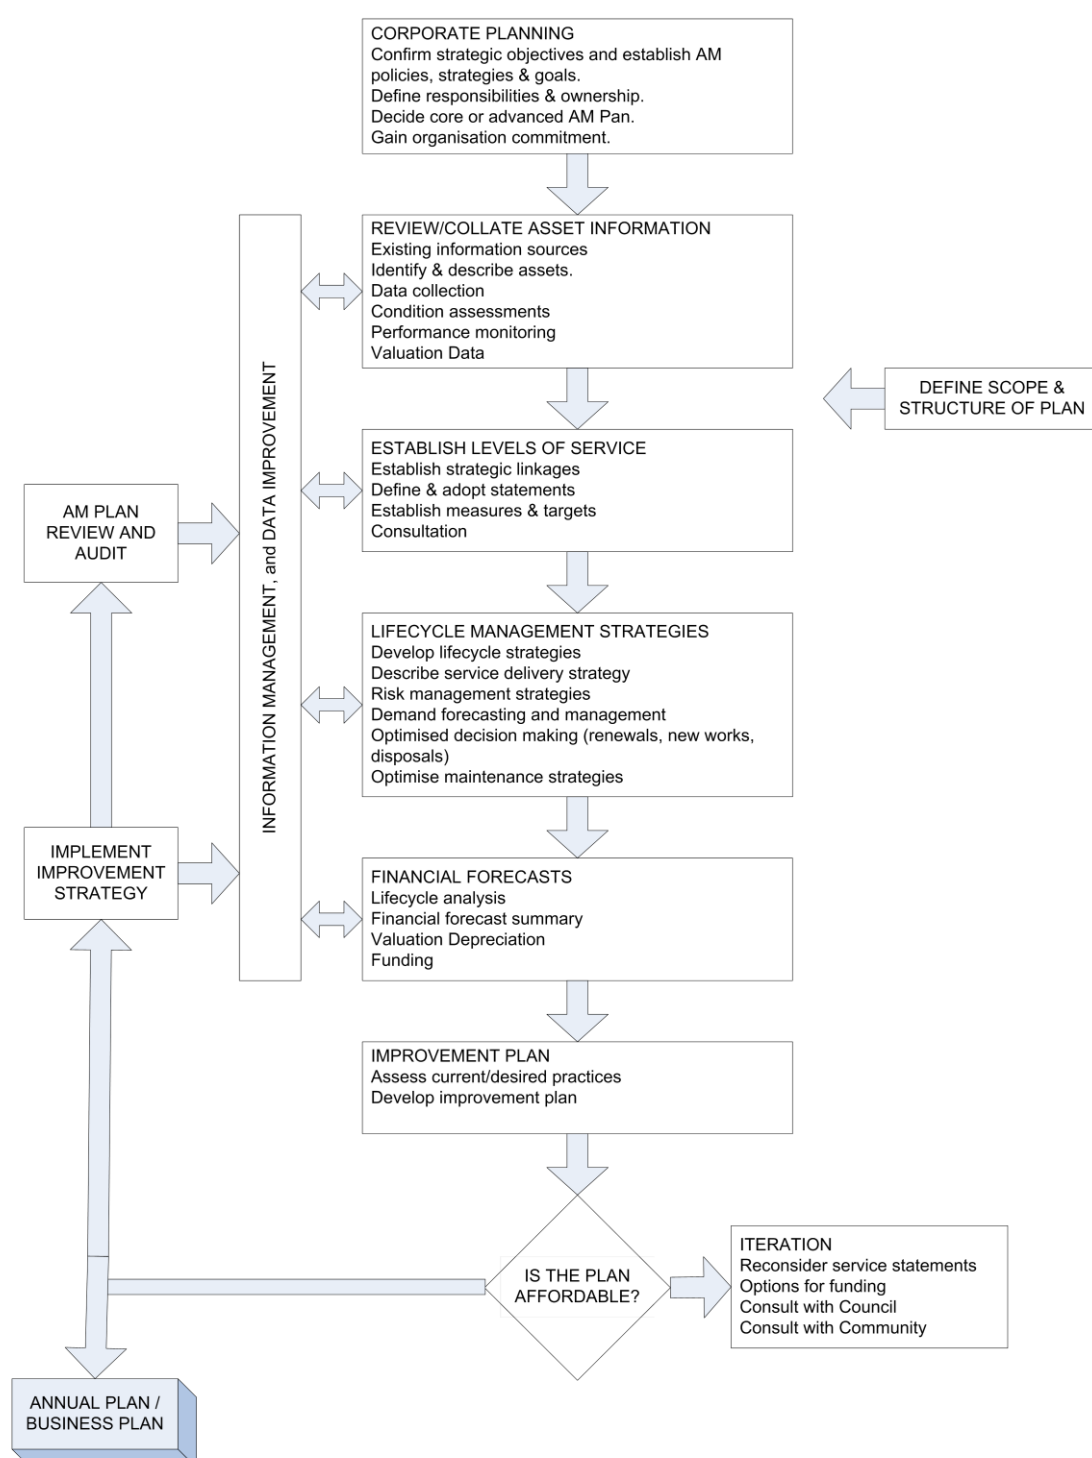 CORPORATE PLANNING
Confirm strategic objectives and establish AM
policies, strategies & goals.
Define responsibilities & ownership.
Decide core or advanced AM Pan.
Gain organisation commitment.
REVIEW/COLLATE ASSET INFORMATION
Existing information sources
Identify & describe assets.
Data collection
Condition assessments
Performance monitoring
Valuation Data
DEFINE SCOPE &
STRUCTURE OF PLAN
INFORMATION MANAGEMENT, and DATA IMPROVEMENT
ESTABLISH LEVELS OF SERVICE
Establish strategic linkages
Define & adopt statements
Establish measures & targets
Consultation
AM PLAN
REVIEW AND
AUDIT
LIFECYCLE MANAGEMENT STRATEGIES
Develop lifecycle strategies
Describe service delivery strategy
Risk management strategies
Demand forecasting and management
Optimised decision making (renewals, new works,
disposals)
Optimise maintenance strategies
IMPLEMENT
IMPROVEMENT
STRATEGY
FINANCIAL FORECASTS
Lifecycle analysis
Financial forecast summary
Valuation Depreciation
Funding
IMPROVEMENT PLAN
Assess current/desired practices
Develop improvement plan
IS THE PLAN
AFFORDABLE?
ITERATION
Reconsider service statements
Options for funding
Consult with Council
Consult with Community
ANNUAL PLAN /
BUSINESS PLAN